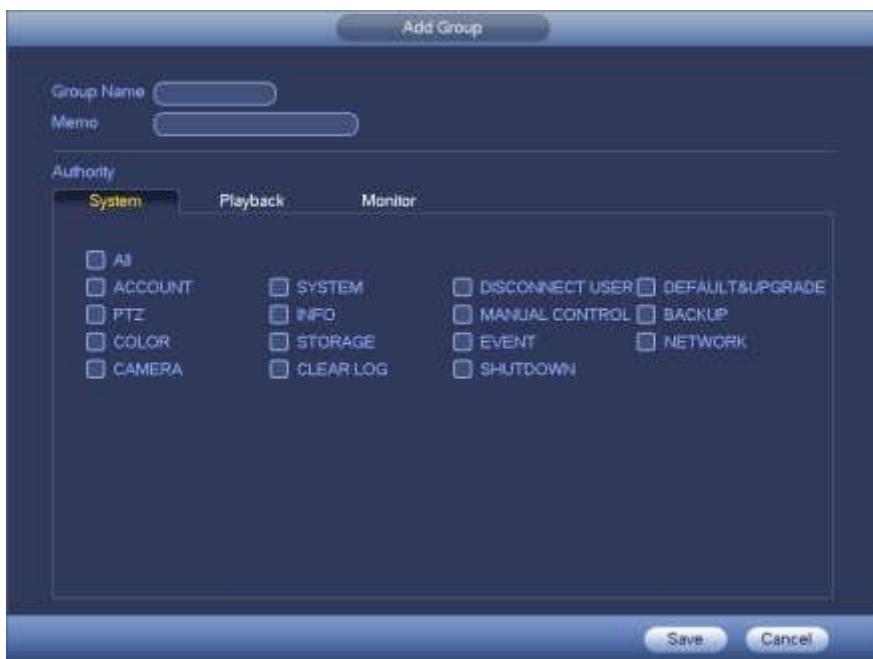 Add Group
Group Name
Memo
Authority
System Playback Monitor
All
ACCOUNT SYSTEM DISCONNECT USER DEFAULT&UPGRADE
PTZ INFO MANUAL CONTROL BACKUP
COLOR STORAGE EVENT NETWORK
CAMERA CLEAR LOG SHUTDOWN
Save Cancel